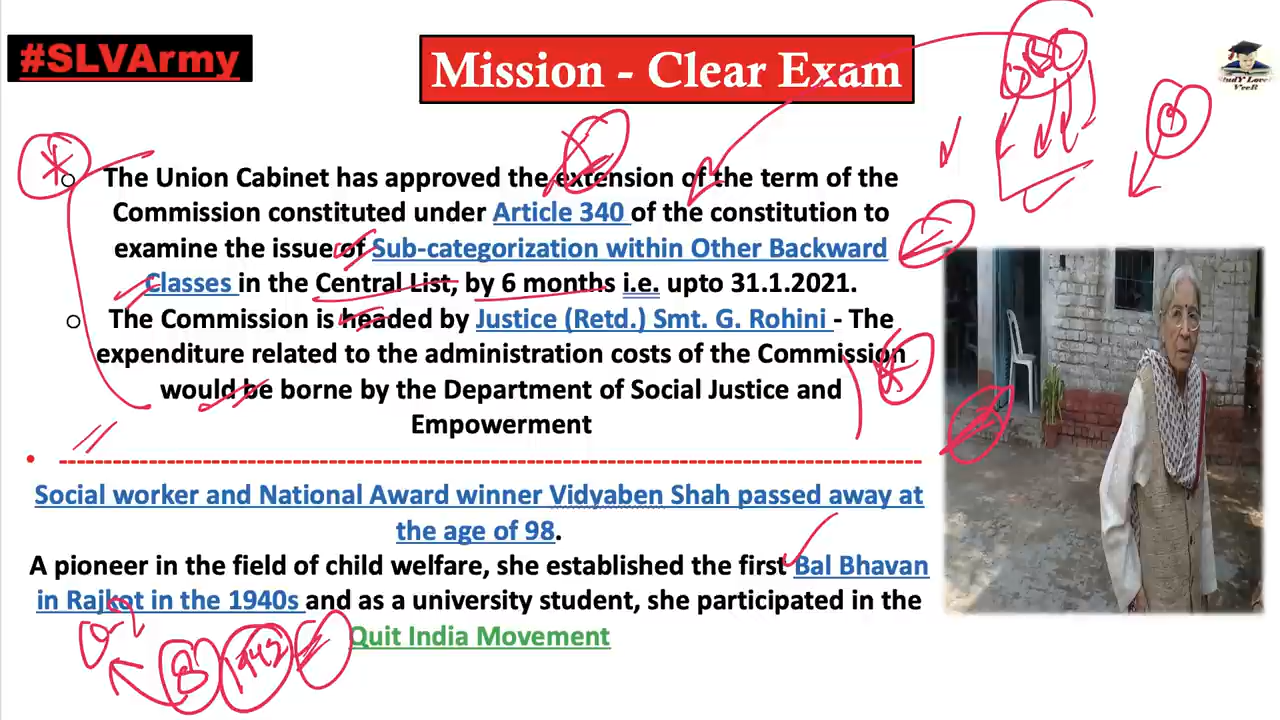 #SLVArmy
Mission - Clear Exam
StudY LoveR
VeeR
The Union Cabinet has approved the extension of the term of the
Commission constituted under Article 340 of the constitution to
examine the issue of Sub-categorization within Other Backward
Classes in the Central List, by 6 months i.e. upto 31.1.2021.
The Commission is headed by Justice (Retd.) Smt. G. Rohini - The
expenditure related to the administration costs of the Commission
would be borne by the Department of Social Justice and
Empowerment
Social worker and National Award winner Vidyaben Shah passed away at
the age of 98.
A pioneer in the field of child welfare, she established the first Bal Bhavan
in Rajkot in the 1940s and as a university student, she participated in the
Quit India Movement
8 1942